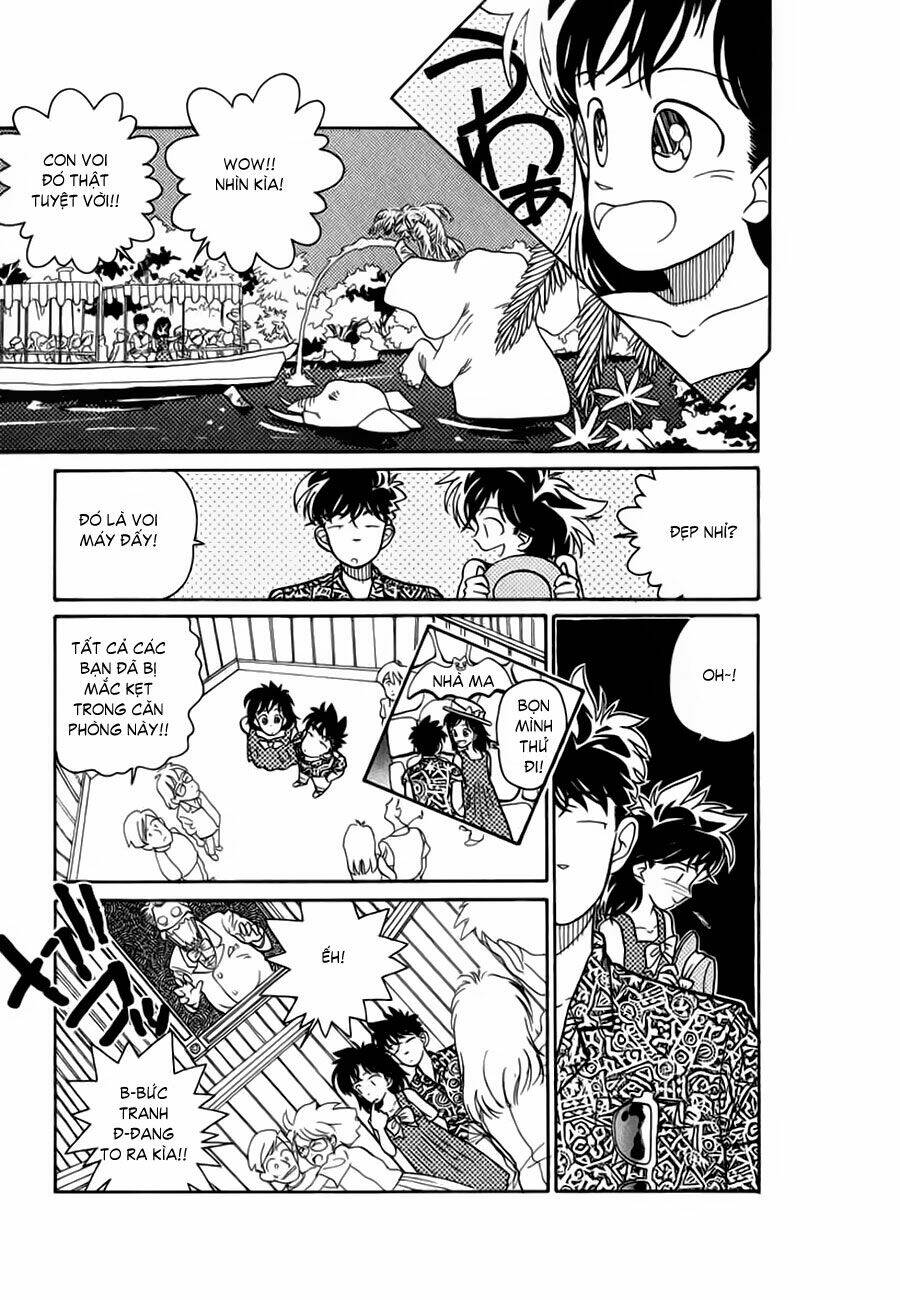 うわぁ
WOW!!
NHÌN KÌA!
CON VOI
ĐÓ THẬT
TUYỆT VỜI!!
ĐẸP NHỈ?
ĐÓ LÀ VOI
MÁY ĐẤY!
OH~!
NHÀ MA
BỌN
MÌNH
THỬ
ĐI!
TẤT CẢ CÁC
BẠN ĐÃ BỊ
MẮC KẸT
TRONG CĂN
PHÒNG NÀY!!
ẾH!
B-BỨC
TRANH
Đ-ĐANG
TO RA KÌA!!